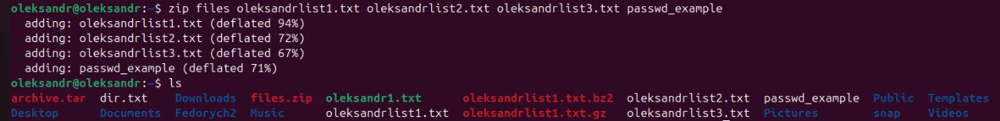 oleksandr@oleksandr:~$ zip files oleksandrlist1.txt oleksandrlist2.txt oleksandrlist3.txt passwd_example
  adding: oleksandrlist1.txt (deflated 94%)
  adding: oleksandrlist2.txt (deflated 72%)
  adding: oleksandrlist3.txt (deflated 67%)
  adding: passwd_example (deflated 71%)
oleksandr@oleksandr:~$ ls
archive.tar  dir.txt    Downloads  files.zip  oleksandr1.txt      oleksandrlist1.txt.bz2  oleksandrlist2.txt  passwd_example  Public  Templates
Desktop      Documents  Fedorych2  Music      oleksandrlist1.txt  oleksandrlist1.txt.gz   oleksandrlist3.txt  Pictures        snap    Videos